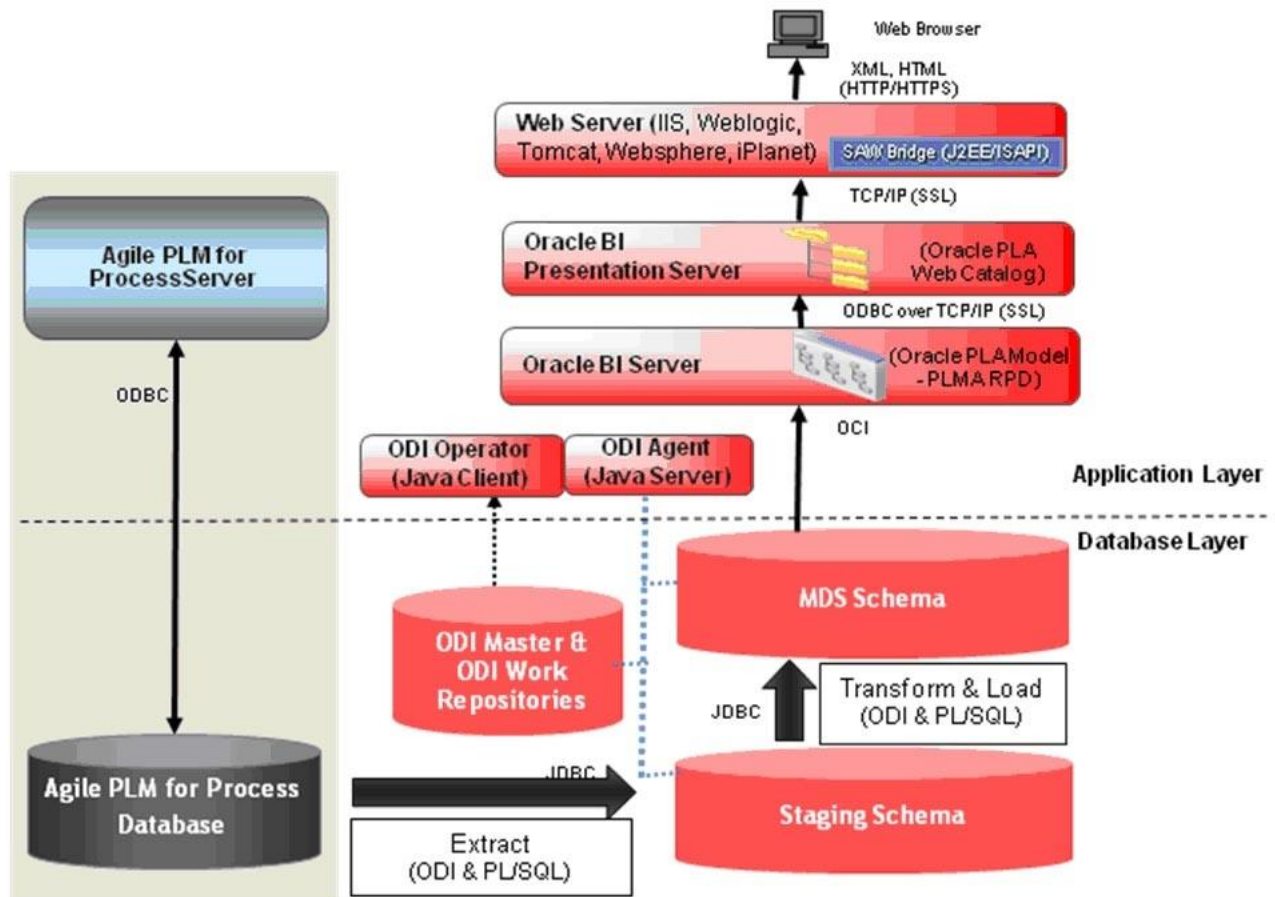 Web Browser
XML, HTML
(HTTP/HTTPS)
Web Server (IIS, Weblogic,
Tomcat, Websphere, iPlanet)
SAW Bridge (J2EE/ISAPI)
TCP/IP (SSL)
Oracle BI
Presentation Server
(Oracle PLA
Web Catalog)
ODBC over TCP/IP (SSL)
Oracle BI Server
(Oracle PLAModel
- PLMA RPD)
OCI
Agile PLM for
ProcessServer
ODBC
ODI Operator
(Java Client)
ODI Agent
(Java Server)
Application Layer
Database Layer
MDS Schema
ODI Master &
ODI Work
Repositories
Transform & Load
(ODI & PL/SQL)
JDBC
JDBC
Agile PLM for Process
Database
Staging Schema
Extract
(ODI & PL/SQL)